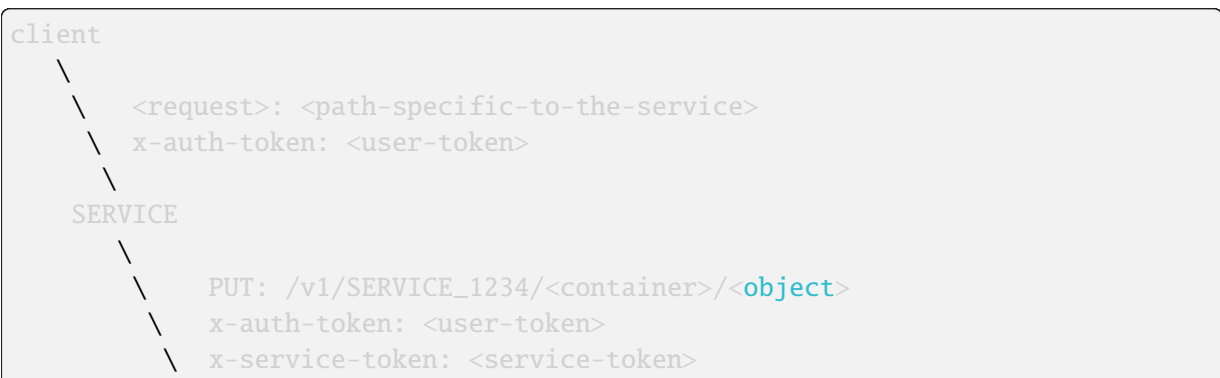 client
\
\
\ <request>: <path-specific-to-the-service>
\ x-auth-token: <user-token>
\
SERVICE
\
\ PUT: /v1/SERVICE_1234/<container>/<object>
\ x-auth-token: <user-token>
\ x-service-token: <service-token>